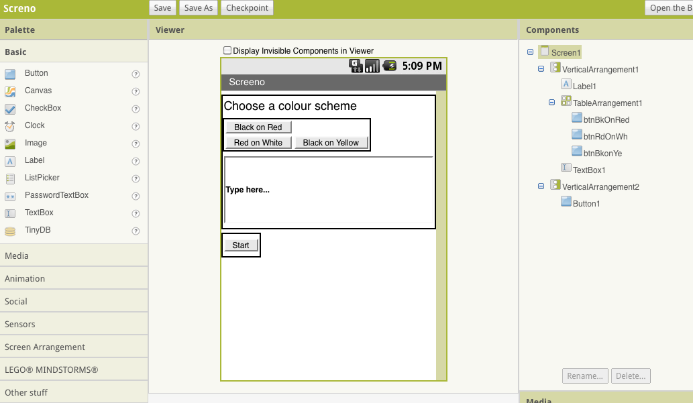 Screno
Save
Save As
Checkpoint
Open the B
Palette
Viewer
Components
Basic
Button
Canvas
CheckBox
Clock
Image
Label
ListPicker
PasswordTextBox
TextBox
TinyDB
Media
Animation
Social
Sensors
Screen Arrangement
LEGO® MINDSTORMS®
Other stuff
Display Invisible Components in Viewer
5:09 PM
Screeno
Choose a colour scheme
Black on Red
Red on White Black on Yellow
Type here...
Start
Screen1
VerticalArrangement1
Label1
TableArrangement1
btnBkOnRed
btnRdOnWh
btnBkonYe
TextBox1
VerticalArrangement2
Button1
Rename... Delete...
Media